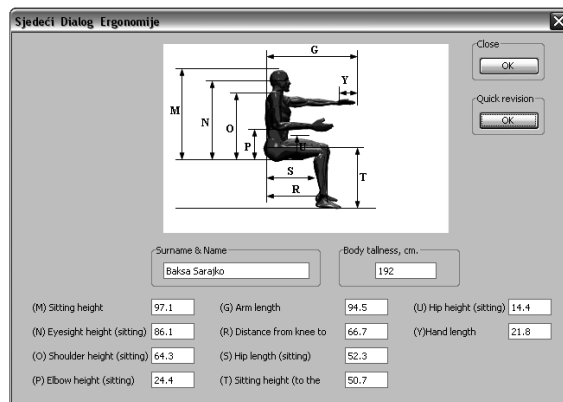 Sjedeći Dialog Ergonomije
G
Y
M
N
O
P
U
S
R
T
Close
OK
Quick revision
OK
Surname & Name
Baksa Sarajko
Body tallness, cm.
192
(M) Sitting height 97.1
(G) Arm length 94.5
(U) Hip height (sitting) 14.4
(N) Eyesight height (sitting) 86.1
(R) Distance from knee to 66.7
(Y)Hand length 21.8
(O) Shoulder height (sitting) 64.3
(S) Hip length (sitting) 52.3
(P) Elbow height (sitting) 24.4
(T) Sitting height (to the 50.7